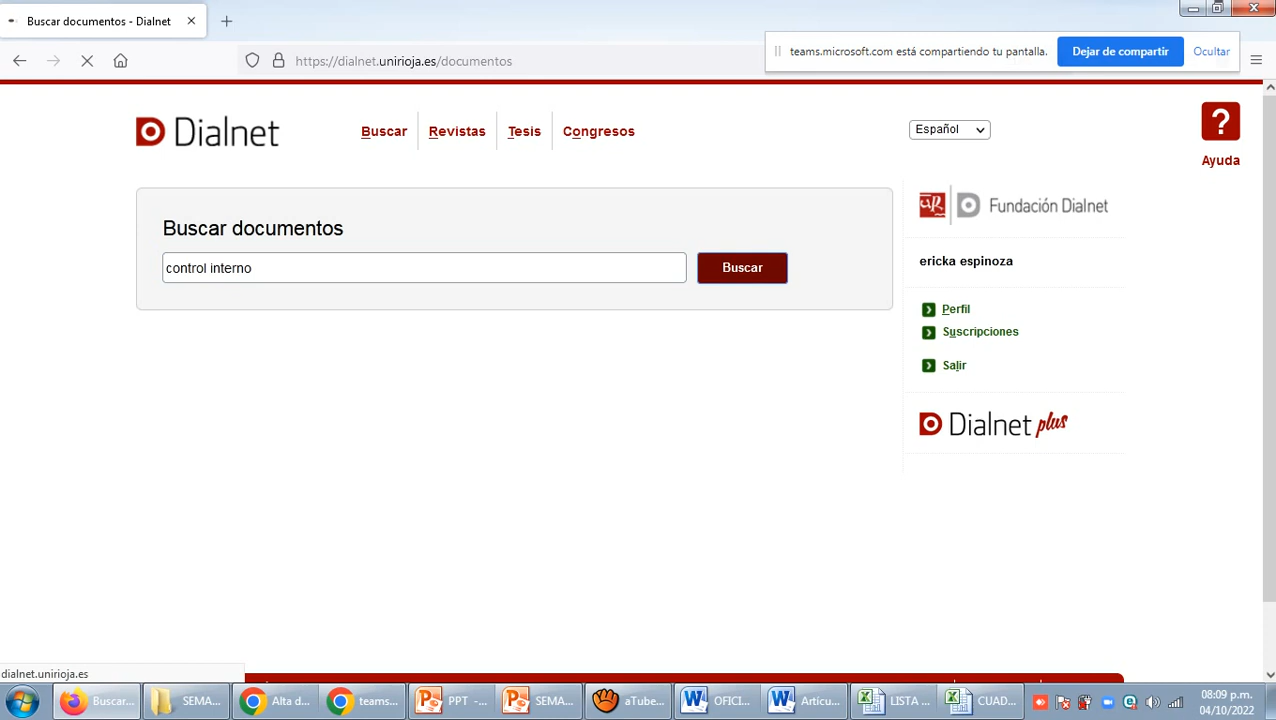 Buscar documentos - Dialnet
https://dialnet.unirioja.es/documentos
teams.microsoft.com está compartiendo tu pantalla.
Dejar de compartir
Ocultar
Dialnet
Buscar
Revistas
Tesis
Congresos
Español
?
Ayuda
Buscar documentos
control interno
Buscar
Fundación Dialnet
ericka espinoza
Perfil
Suscripciones
Salir
Dialnet plus
dialnet.unirioja.es
Buscar...
SEMA...
Alta d...
teams...
PPT -...
SEMA...
aTube...
OFICI...
Artícu...
LISTA ...
CUAD...
08:09 p.m.
04/10/2022